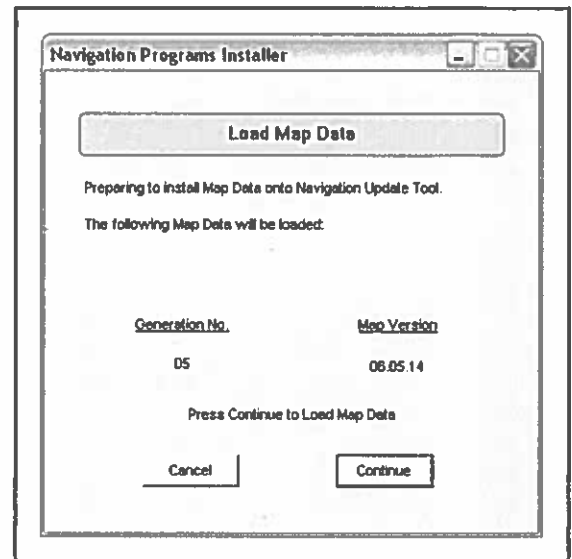 Navigation Programs Installer
Load Map Data
Preparing to install Map Data onto Navigation Update Tool.
The following Map Data will be loaded:
Generation No. Map Version
05 06.05.14
Press Continue to Load Map Data
Cancel Continue